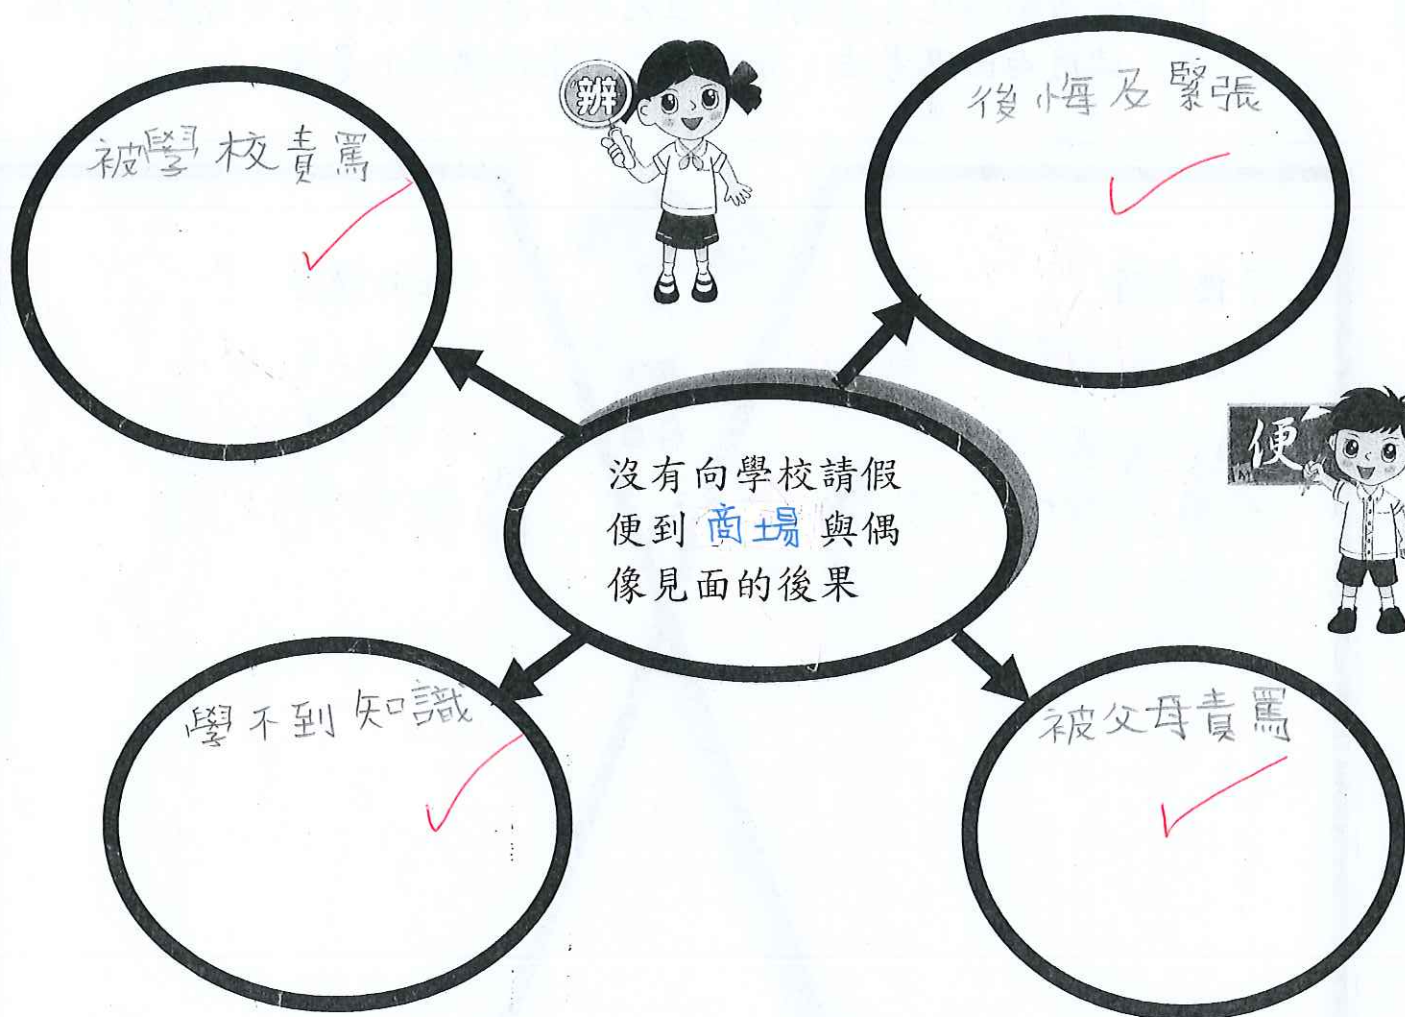 辨
後悔及緊張
被學校責罵
便
沒有向學校請假
便到 商場 與偶
像見面的後果
學不到知識
被父母責罵